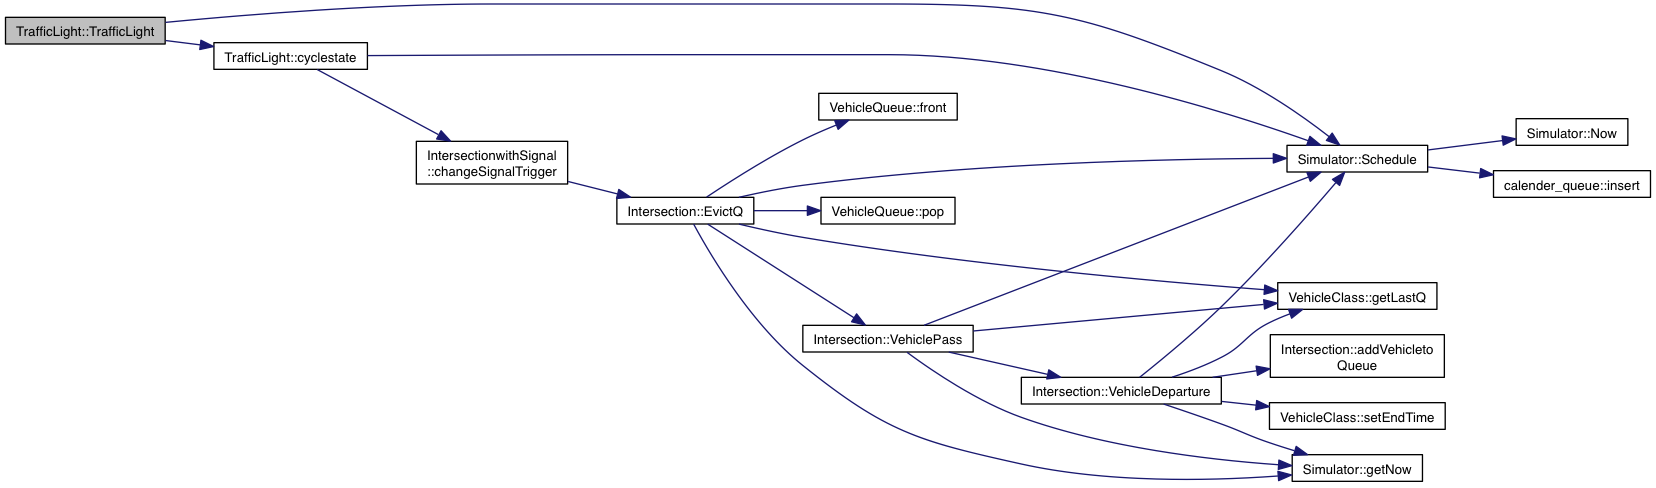 TrafficLight::TrafficLight
TrafficLight::cyclestate
IntersectionwithSignal
::changeSignalTrigger
Intersection::EvictQ
VehicleQueue::front
VehicleQueue::pop
Intersection::VehiclePass
Intersection::VehicleDeparture
Simulator::Schedule
VehicleClass::getLastQ
Intersection::addVehicleto
Queue
VehicleClass::setEndTime
Simulator::getNow
Simulator::Now
calender_queue::insert